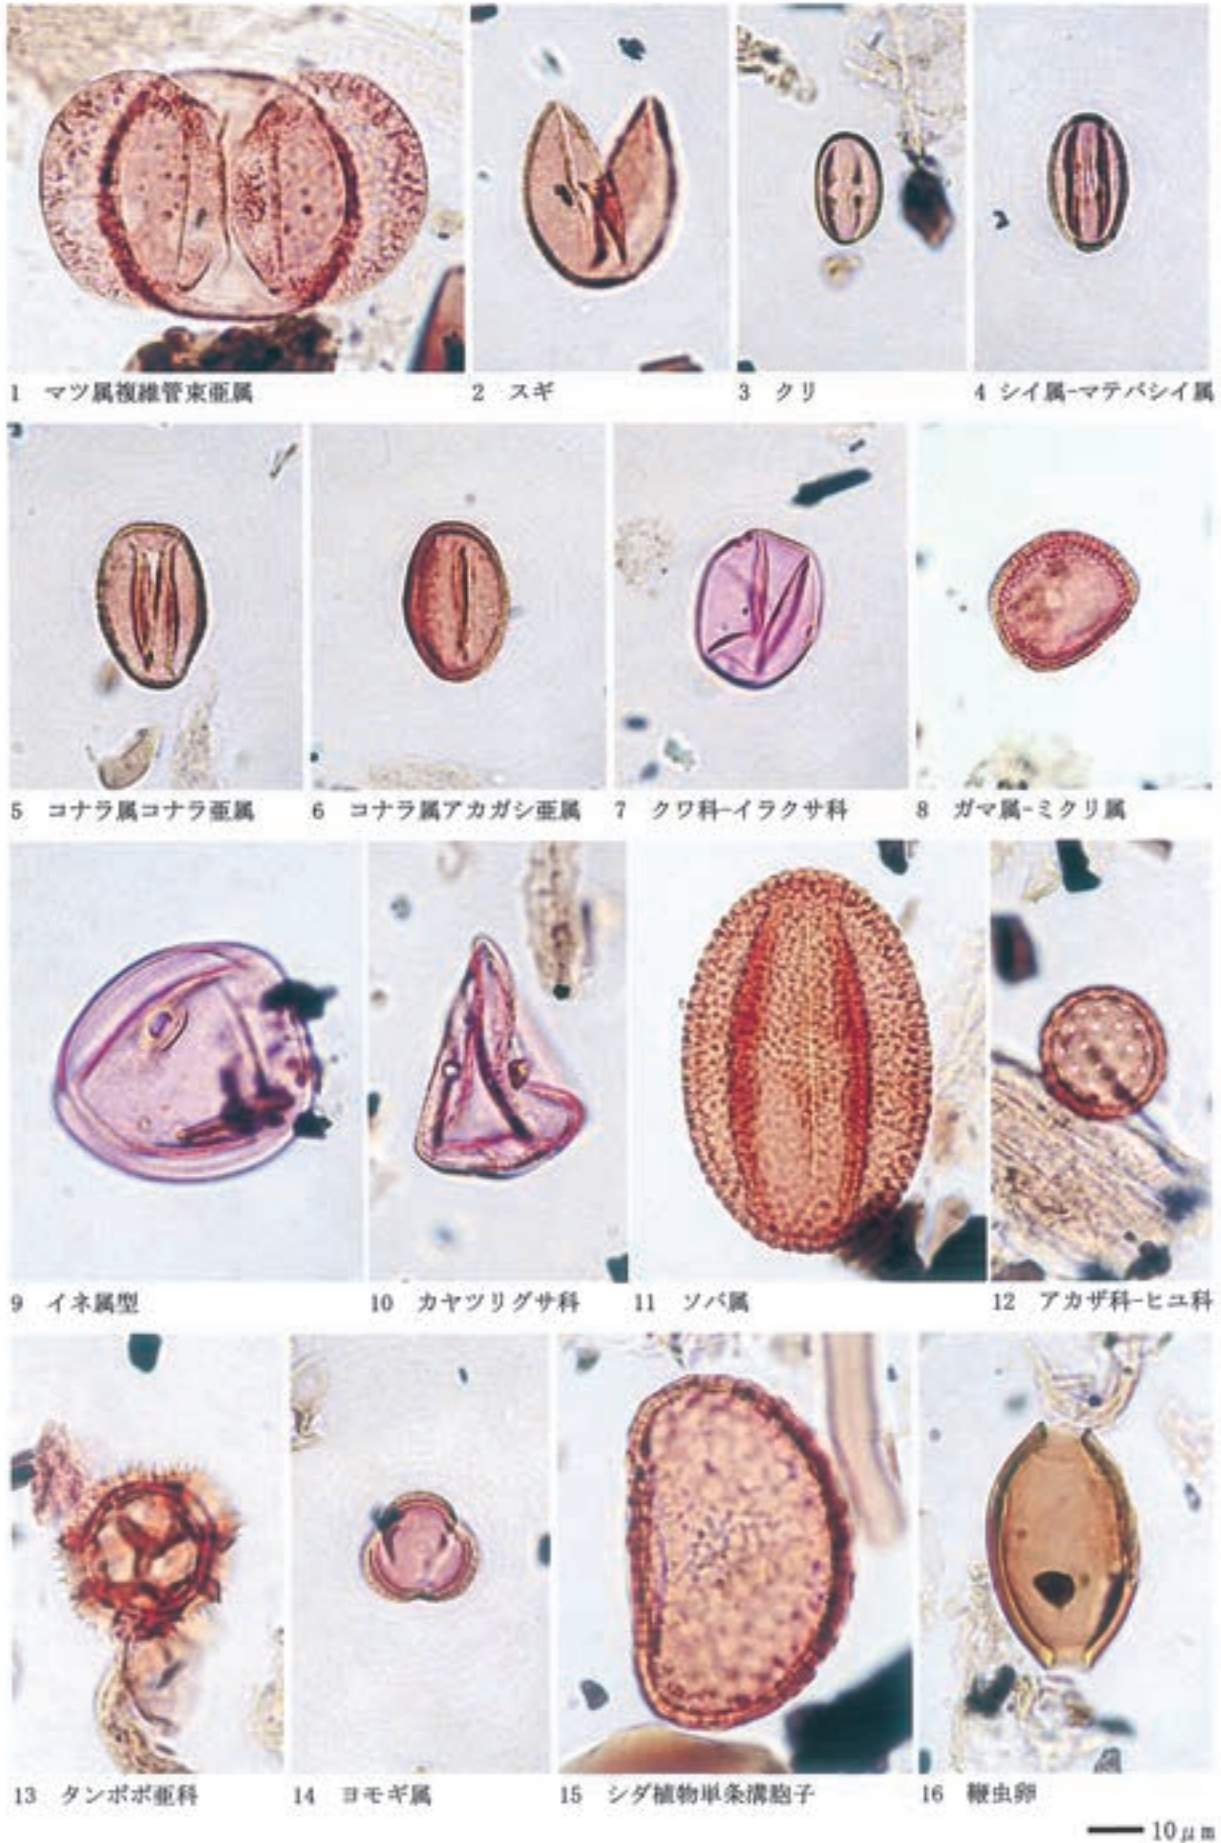 1 マツ属複維管束亜属
2 スギ
3 クリ
4 シイ属-マテバシイ属
5 コナラ属コナラ亜属
6 コナラ属アカガシ亜属
7 クワ科-イラクサ科
8 ガマ属-ミクリ属
9 イネ属型
10 カヤツリグサ科
11 ソバ属
12 アカザ科-ヒユ科
13 タンポポ亜科
14 ヨモギ属
15 シダ植物単条溝胞子
16 鞭虫卵
10μm